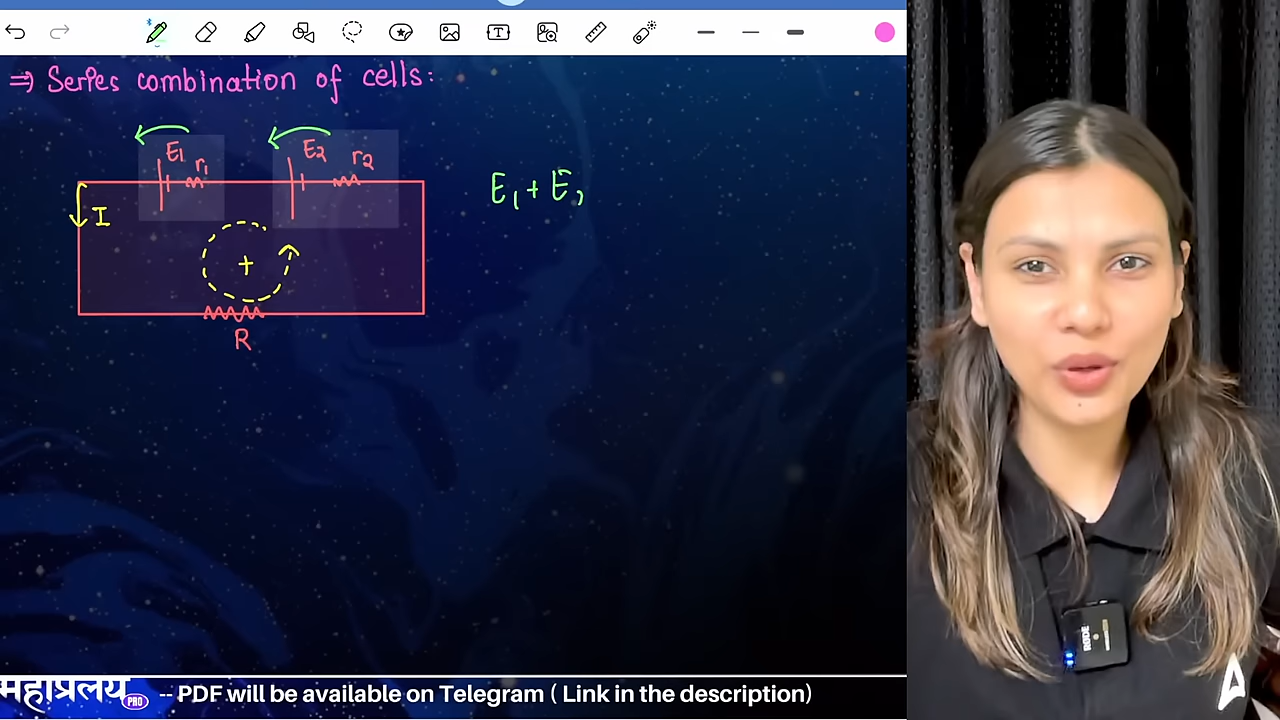 ⇒ Series combination of cells:
E1 r1 E2 r2
I
+
R
E1 + E2
महाप्रलय PRO -- PDF will be available on Telegram ( Link in the description)
RØDE